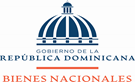 GOBIERNO DE LA
REPÚBLICA DOMINICANA
BIENES NACIONALES